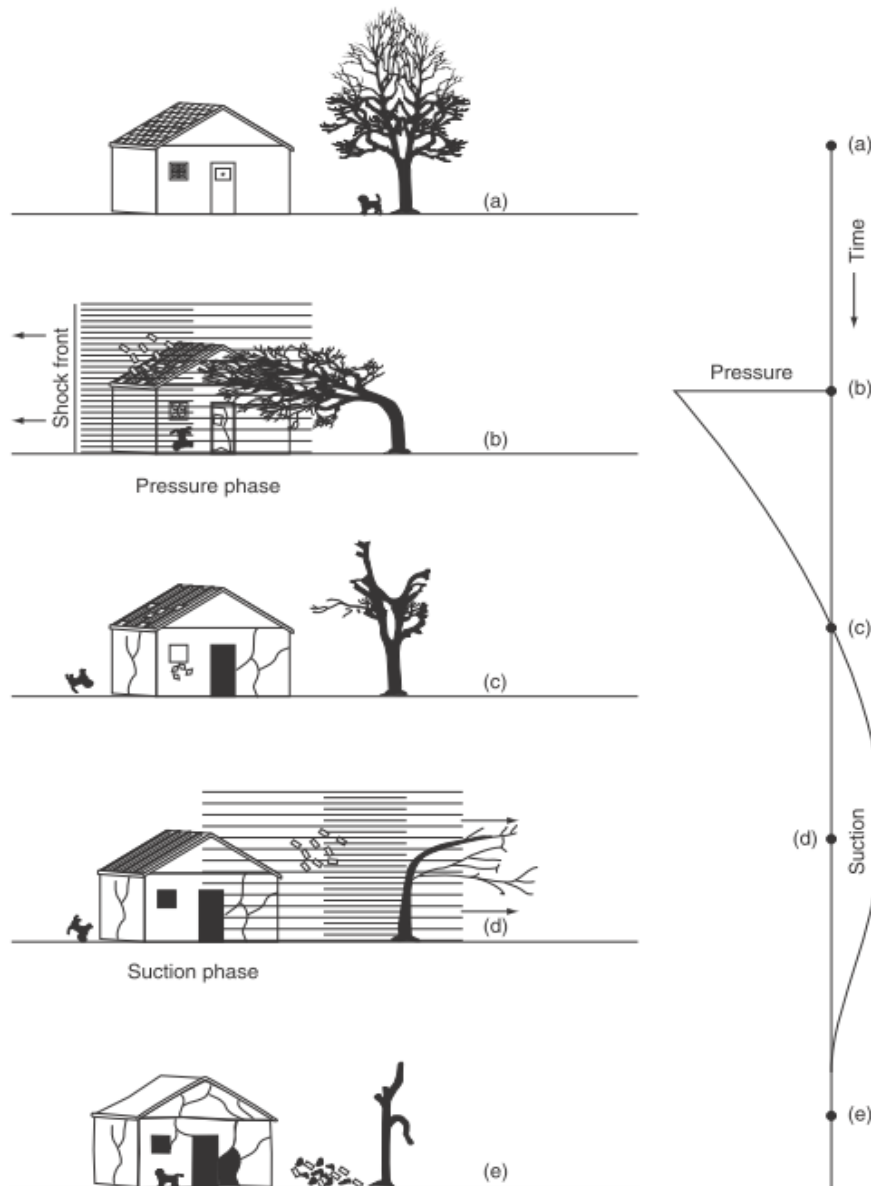 (a)
(a)
Time
Shock front
Pressure
(b)
(b)
Pressure phase
(c)
(c)
(d)
Suction
(d)
Suction phase
(e)
(e)